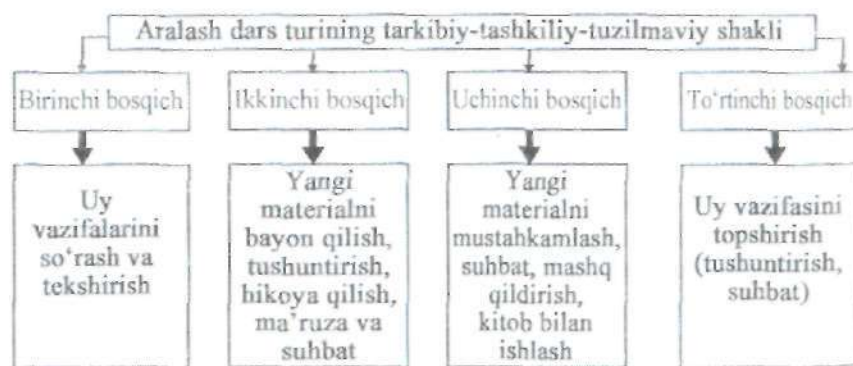 Aralash dars turining tarkibiy-tashkiliy-tuzilmaviy shakli
Birinchi bosqich
Ikkinchi bosqich
Uchinchi bosqich
To'rtinchi bosqich
Uy
vazifalarini
so'rash va
tekshirish
Yangi
materialni
bayon qilish,
tushuntirish,
hikoya qilish,
ma'ruza va
suhbat
Yangi
materialni
mustahkamlash,
suhbat, mashq
qildirish,
kitob bilan
ishlash
Uy vazifasini
topshirish
(tushuntirish,
suhbat)